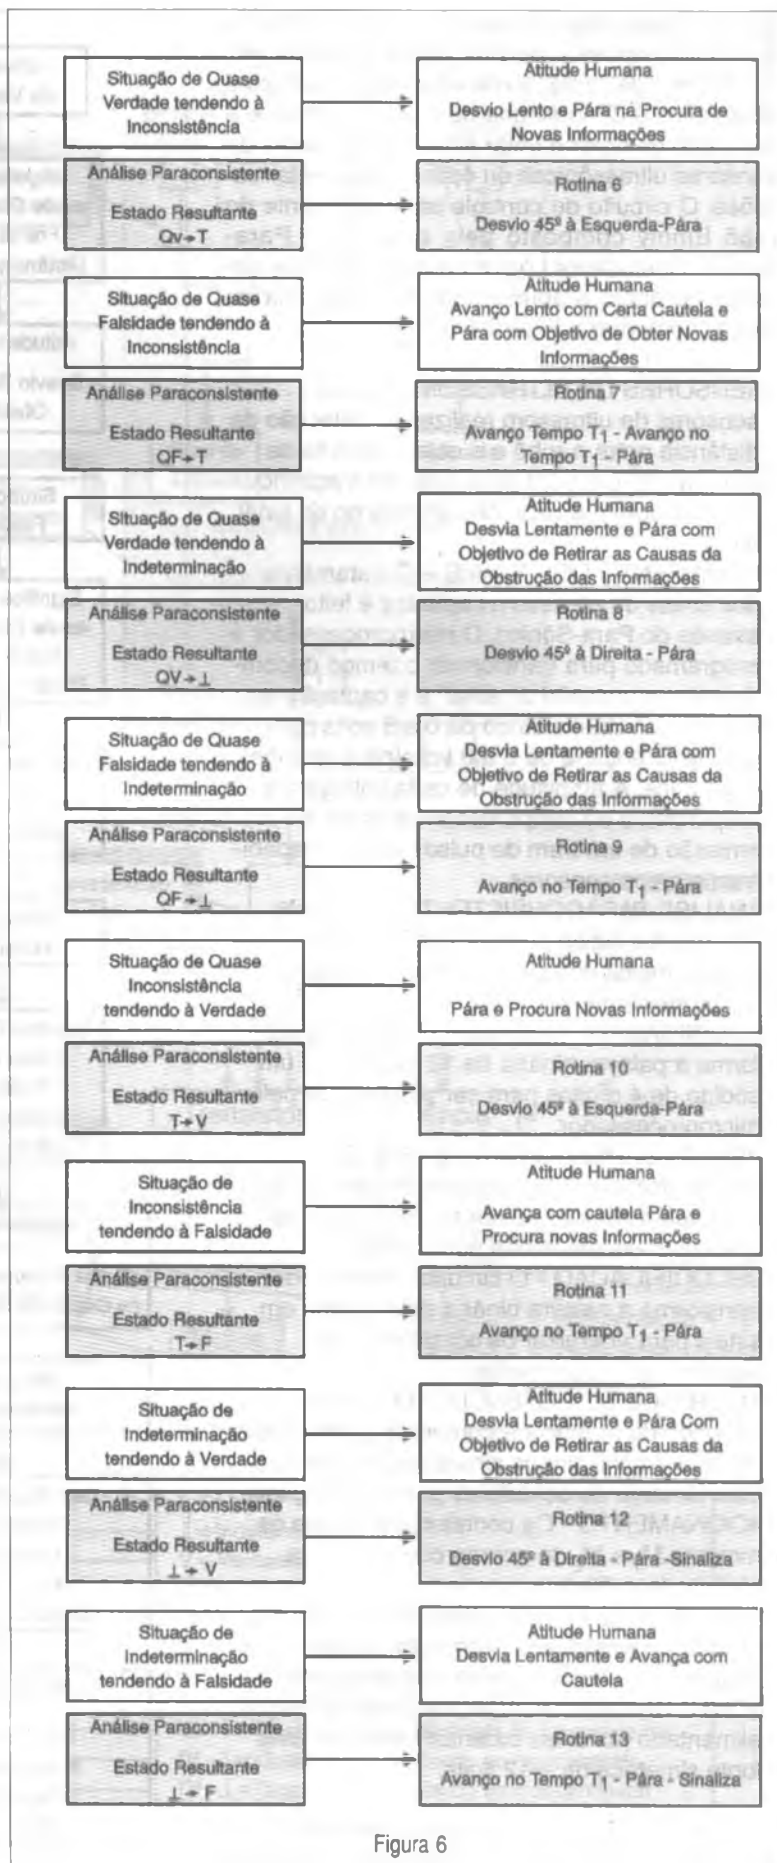 Situação de Quase
Verdade tendendo à
Inconsistência
Atitude Humana
Desvio Lento e Pára na Procura de
Novas Informações
Análise Paraconsistente
Estado Resultante
Qv→T
Rotina 6
Desvio 45º à Esquerda-Pára
Situação de Quase
Falsidade tendendo à
Inconsistência
Atitude Humana
Avanço Lento com Certa Cautela e
Pára com Objetivo de Obter Novas
Informações
Análise Paraconsistente
Estado Resultante
QF→T
Rotina 7
Avanço Tempo T1 - Avanço no
Tempo T1 - Pára
Situação de Quase
Verdade tendendo à
Indeterminação
Atitude Humana
Desvia Lentamente e Pára com
Objetivo de Retirar as Causas da
Obstrução das Informações
Análise Paraconsistente
Estado Resultante
QV→⊥
Rotina 8
Desvio 45º à Direita - Pára
Situação de Quase
Falsidade tendendo à
Indeterminação
Atitude Humana
Desvia Lentamente e Pára com
Objetivo de Retirar as Causas da
Obstrução das Informações
Análise Paraconsistente
Estado Resultante
QF→⊥
Rotina 9
Avanço no Tempo T1 - Pára
Situação de Quase
Inconsistência
tendendo à Verdade
Atitude Humana
Pára e Procura Novas Informações
Análise Paraconsistente
Estado Resultante
T→V
Rotina 10
Desvio 45º à Esquerda-Pára
Situação de
Inconsistência
tendendo à Falsidade
Atitude Humana
Avança com cautela Pára e
Procura novas Informações
Análise Paraconsistente
Estado Resultante
T→F
Rotina 11
Avanço no Tempo T1 - Pára
Situação de
Indeterminação
tendendo à Verdade
Atitude Humana
Desvia Lentamente e Pára Com
Objetivo de Retirar as Causas da
Obstrução das Informações
Análise Paraconsistente
Estado Resultante
⊥→V
Rotina 12
Desvio 45º à Direita - Pára -Sinaliza
Situação de
Indeterminação
tendendo à Falsidade
Atitude Humana
Desvia Lentamente e Avança com
Cautela
Análise Paraconsistente
Estado Resultante
⊥→F
Rotina 13
Avanço no Tempo T1 - Pára - Sinaliza
Figura 6